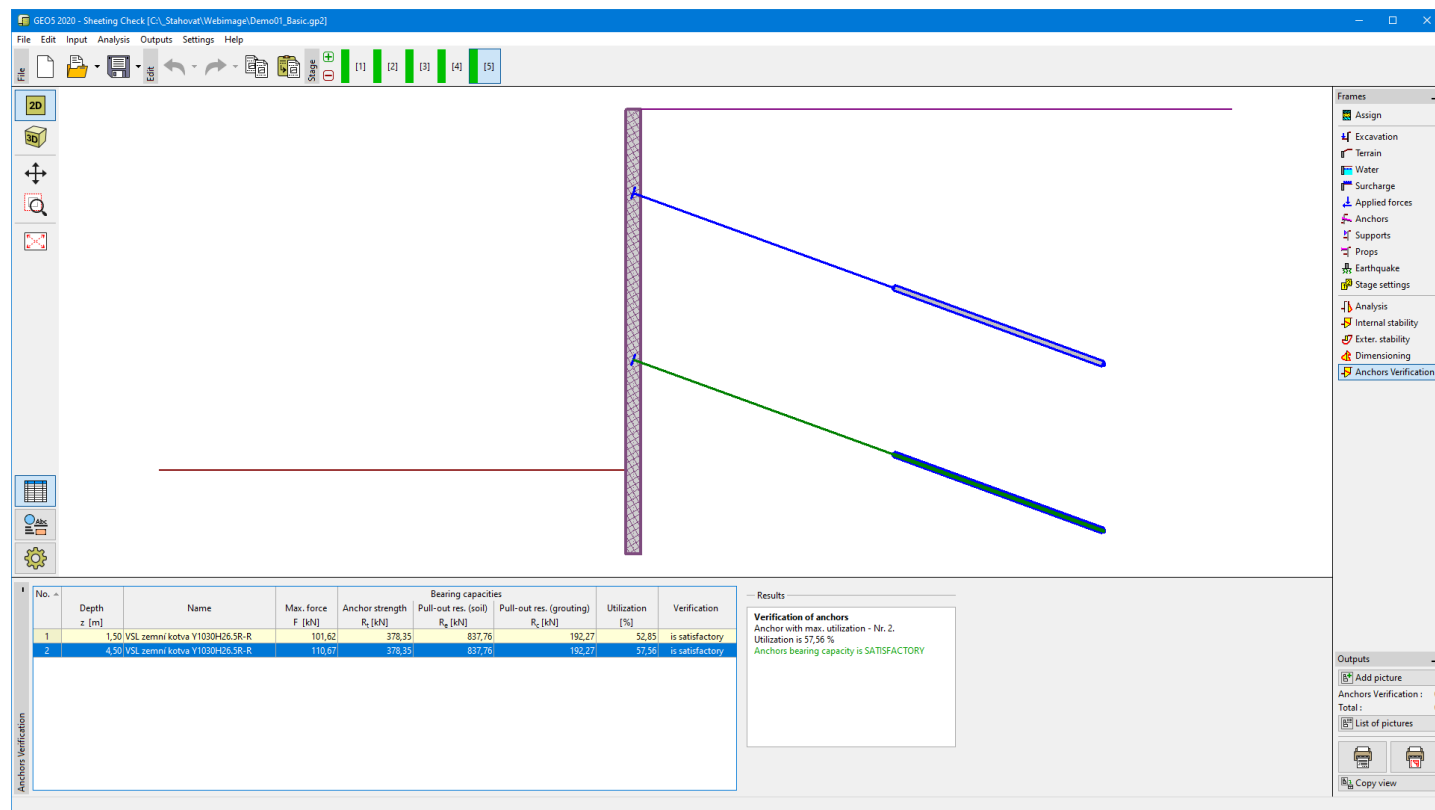 GEO5 2020 - Sheeting Check [C:\_Stahovat\Webimage\Demo01_Basic.gp2]
File Edit Input Analysis Outputs Settings Help
File
Edit
Stage
[1] [2] [3] [4] [5]
2D
3D
Abc
Frames
Assign
Excavation
Terrain
Water
Surcharge
Applied forces
Anchors
Supports
Props
Earthquake
Stage settings
Analysis
Internal stability
Exter. stability
Dimensioning
Anchors Verification
Anchors Verification
Bearing capacities
No. Depth Name Max. force Anchor strength Pull-out res. (soil) Pull-out res. (grouting) Utilization Verification
z [m] F [kN] Rt [kN] Re [kN] Rc [kN] [%]
1 1,50 VSL zemní kotva Y1030H26.5R-R 101,62 378,35 837,76 192,27 52,85 is satisfactory
2 4,50 VSL zemní kotva Y1030H26.5R-R 110,67 378,35 837,76 192,27 57,56 is satisfactory
Results
Verification of anchors
Anchor with max. utilization - Nr. 2.
Utilization is 57,56 %
Anchors bearing capacity is SATISFACTORY
Outputs
Add picture
Anchors Verification :
Total :
List of pictures
Copy view